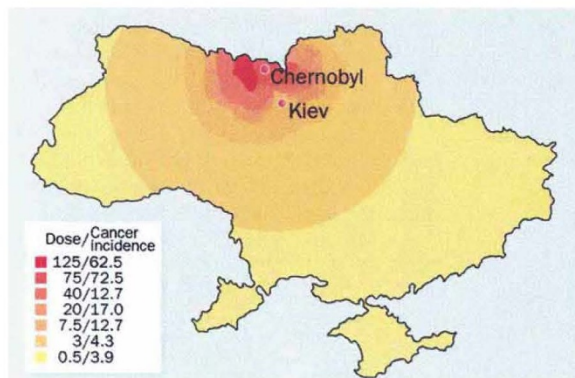 Chernobyl
Kiev
Dose/Cancer incidence
125/62.5
75/72.5
40/12.7
20/17.0
7.5/12.7
3/4.3
0.5/3.9